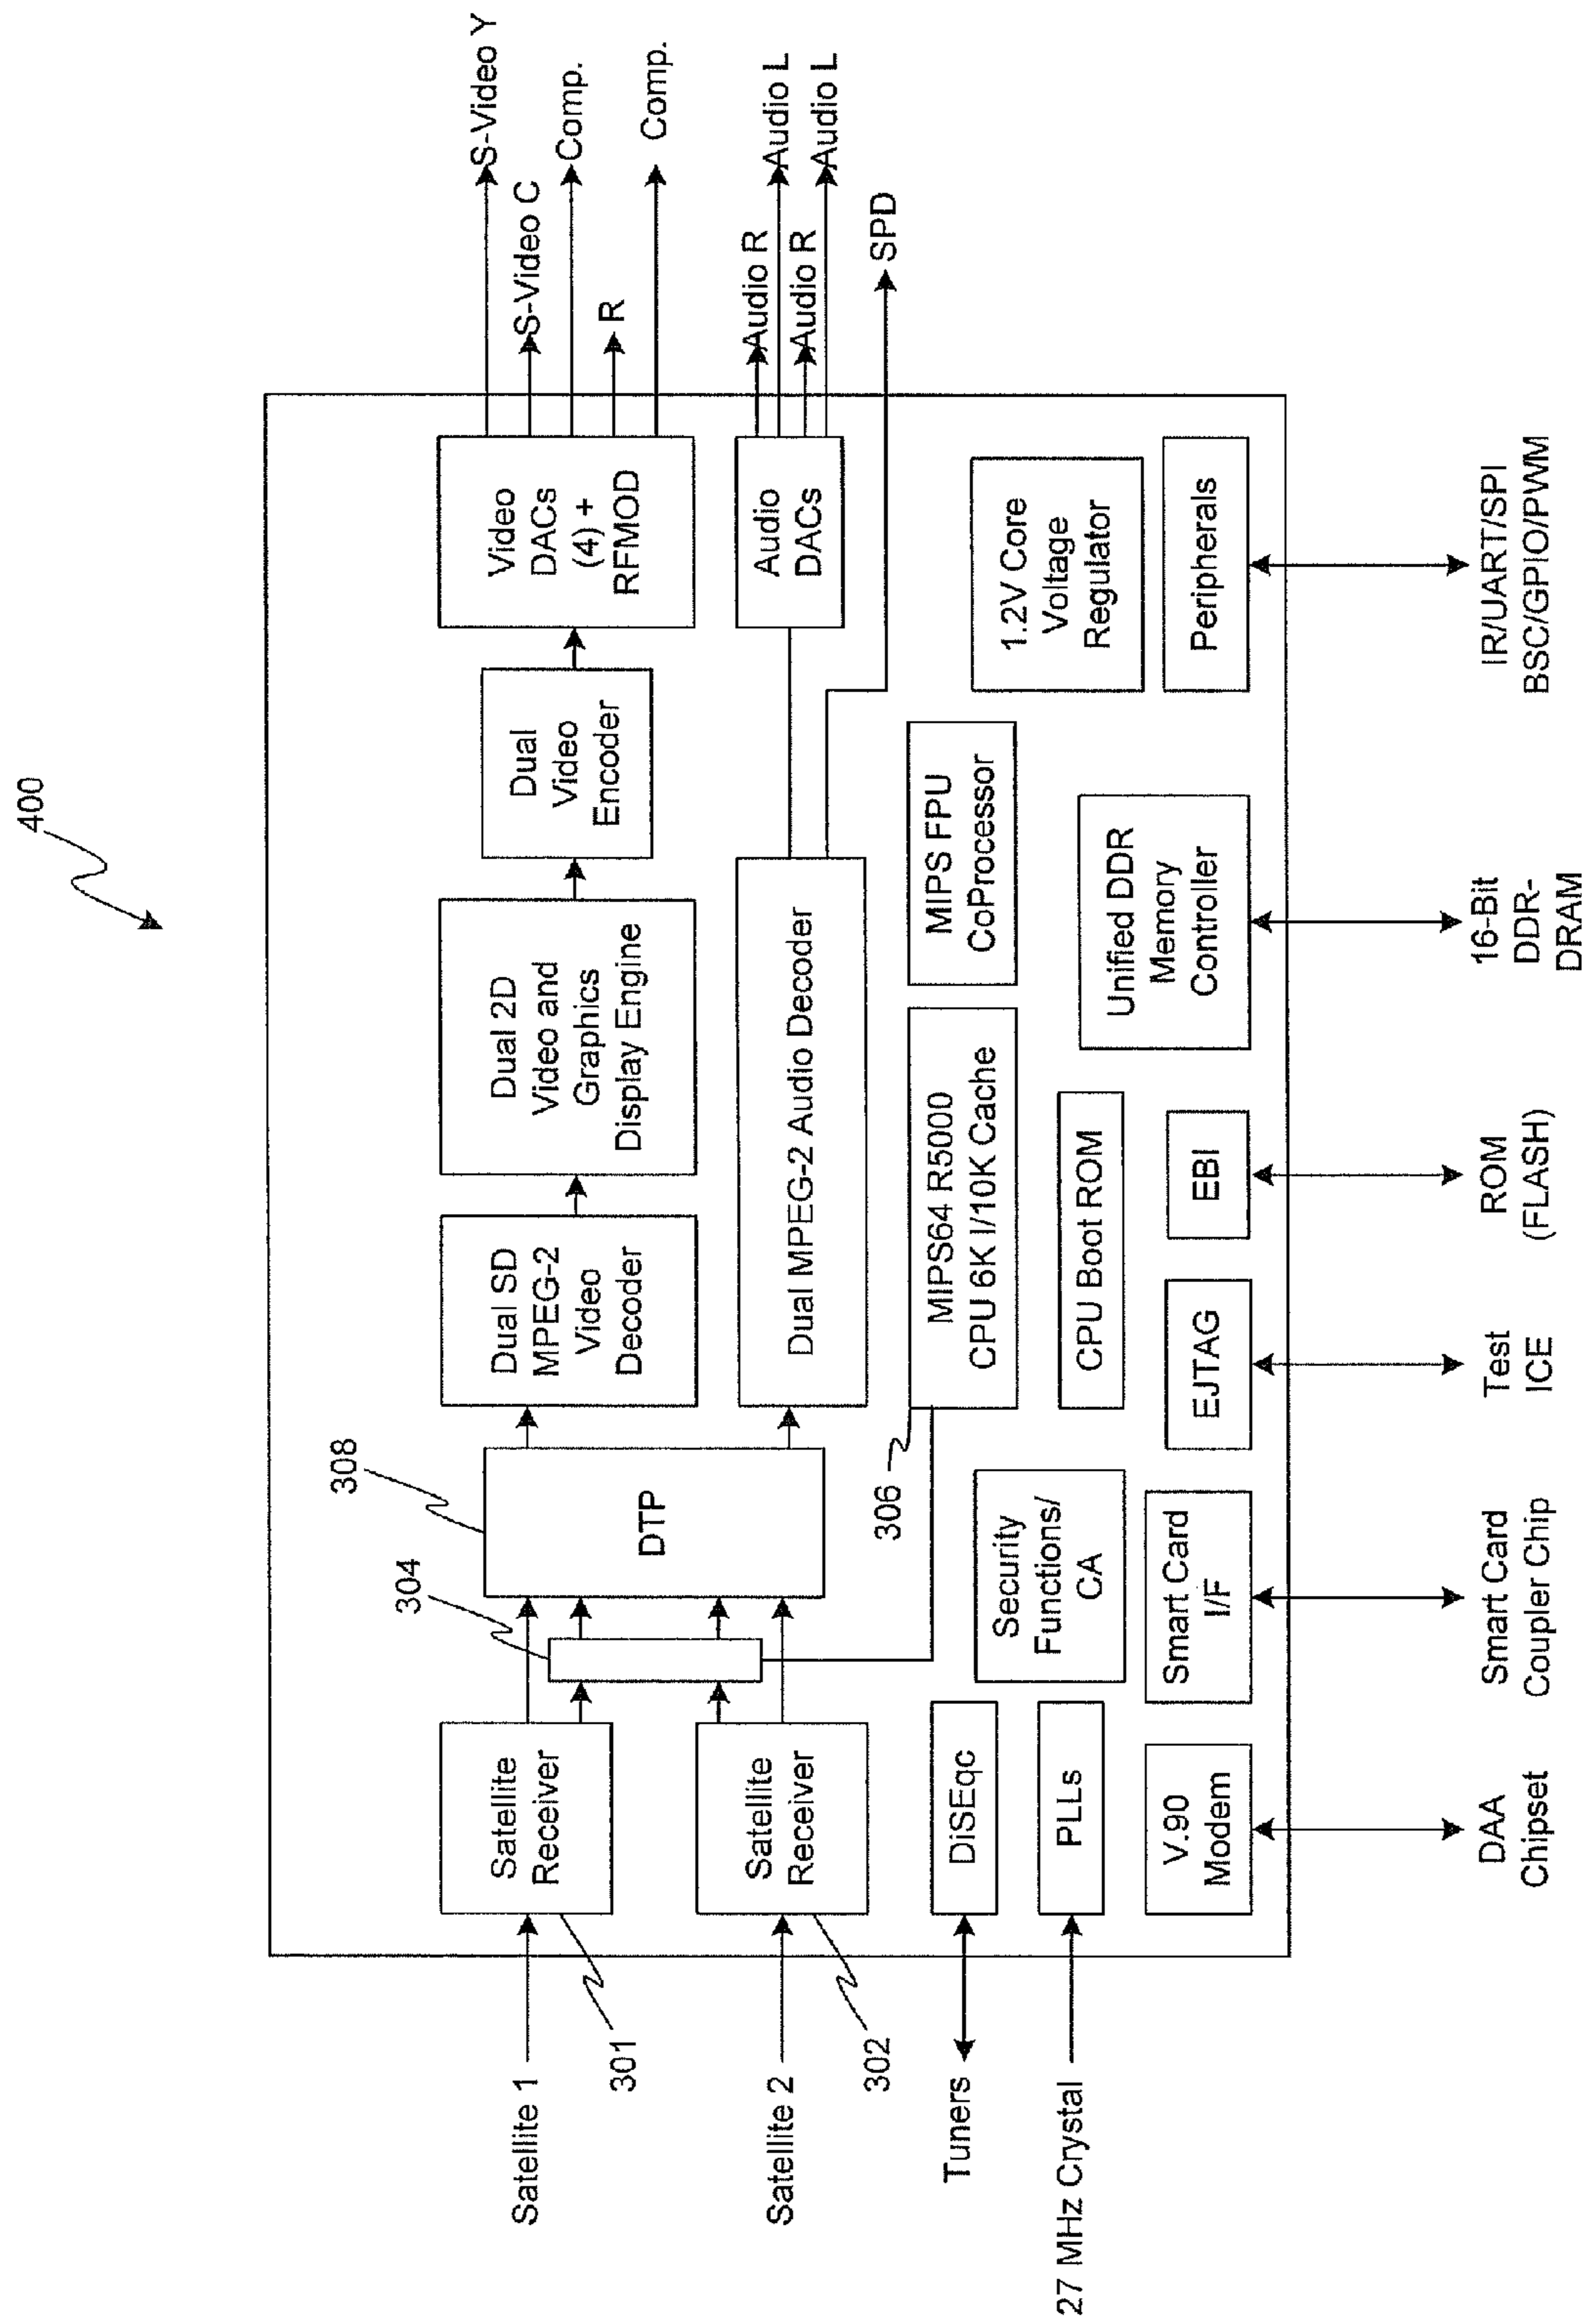 400
S-Video Y
S-Video C
Comp.
R
Comp.
Audio R
Audio L
Audio R
Audio L
SPD
Satellite 1
301
Satellite
Receiver
Satellite 2
302
Satellite
Receiver
304
308
DTP
Dual SD
MPEG-2
Video
Decoder
Dual 2D
Video and
Graphics
Display Engine
Dual
Video
Encoder
Video
DACs
(4) +
RFMOD
Dual MPEG-2 Audio Decoder
Audio
DACs
306
MIPS64 R5000
CPU 6K I/10K Cache
MIPS FPU
CoProcessor
1.2V Core
Voltage
Regulator
Tuners
DiSEqc
27 MHz Crystal
PLLs
Security
Functions/
CA
CPU Boot ROM
Unified DDR
Memory
Controller
V.90
Modem
Smart Card
I/F
EJTAG
EBI
Peripherals
DAA
Chipset
Smart Card
Coupler Chip
Test
ICE
ROM
(FLASH)
16-Bit
DDR-
DRAM
IR/UART/SPI
BSC/GPIO/PWM